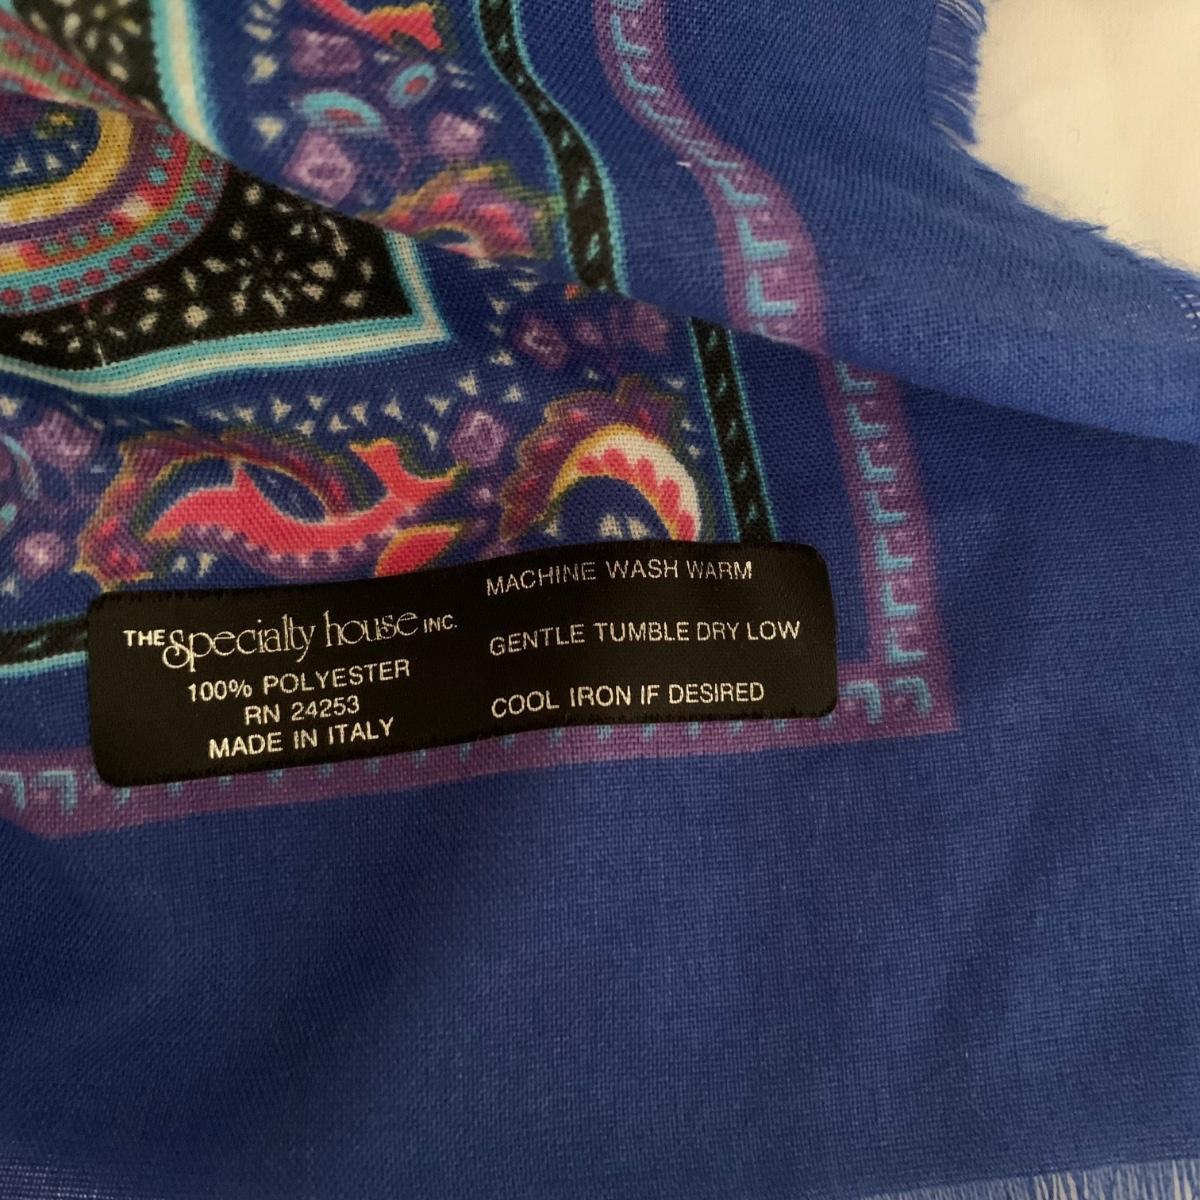 THE Specialty house INC.
100% POLYESTER
RN 24253
MADE IN ITALY
MACHINE WASH WARM
GENTLE TUMBLE DRY LOW
COOL IRON IF DESIRED